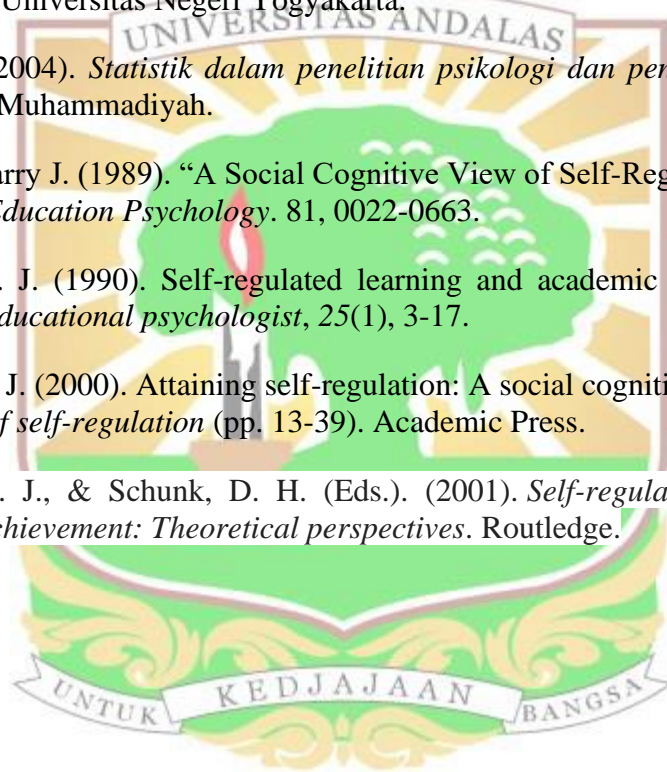 Universitas Negeri Yogyakarta.
UNIVERSITAS ANDALAS
2004). Statistik dalam penelitian psikologi dan pen
Muhammadiyah.
arry J. (1989). “A Social Cognitive View of Self-Reg
Education Psychology. 81, 0022-0663.
. J. (1990). Self-regulated learning and academic
ducational psychologist, 25(1), 3-17.
J. (2000). Attaining self-regulation: A social cogniti
f self-regulation (pp. 13-39). Academic Press.
. J., & Schunk, D. H. (Eds.). (2001). Self-regula
chievement: Theoretical perspectives. Routledge.
UNTUK KEDJAJAAN BANGSA